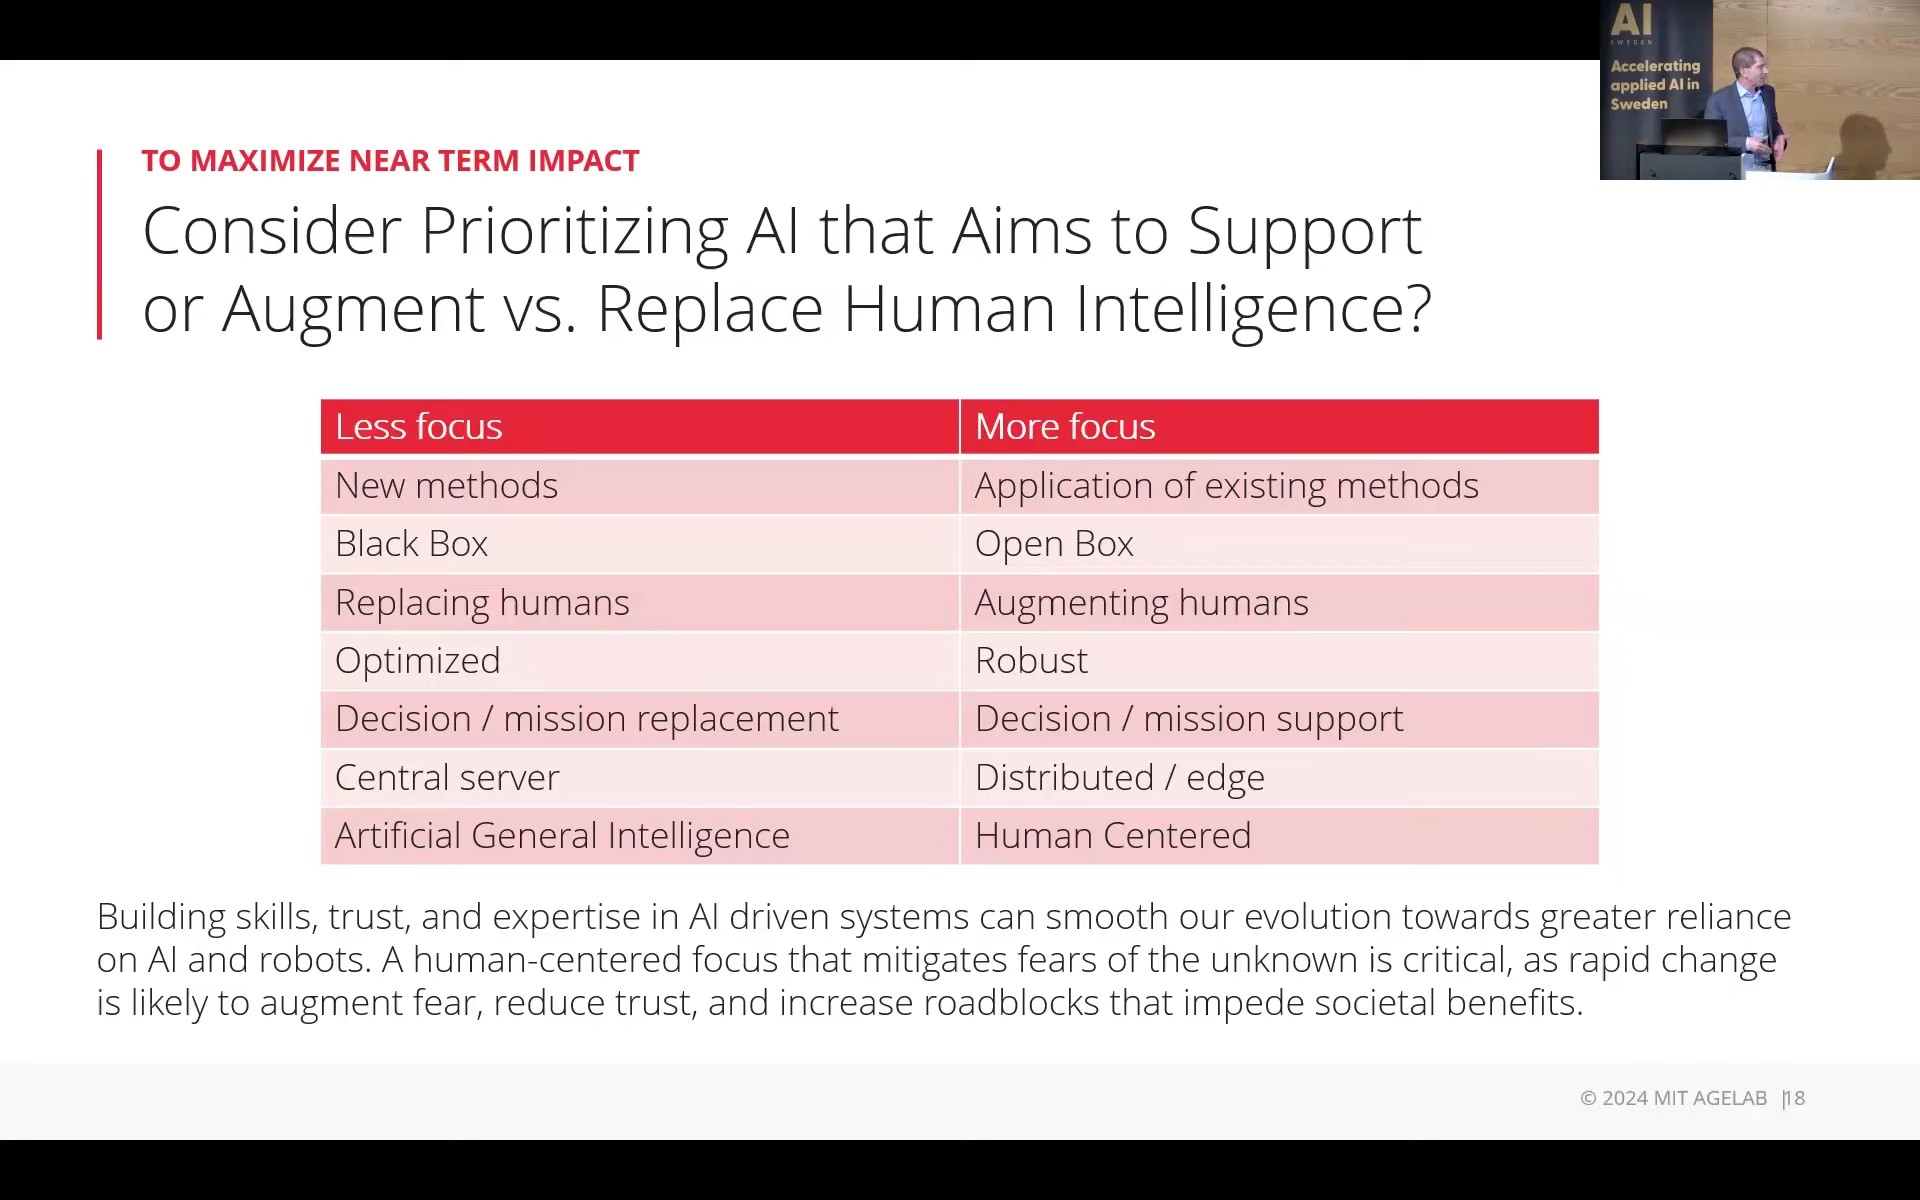 AI
SWEDEN
Accelerating
applied AI in
Sweden
TO MAXIMIZE NEAR TERM IMPACT
Consider Prioritizing AI that Aims to Support
or Augment vs. Replace Human Intelligence?
Less focus More focus
New methods Application of existing methods
Black Box Open Box
Replacing humans Augmenting humans
Optimized Robust
Decision / mission replacement Decision / mission support
Central server Distributed / edge
Artificial General Intelligence Human Centered
Building skills, trust, and expertise in AI driven systems can smooth our evolution towards greater reliance
on AI and robots. A human-centered focus that mitigates fears of the unknown is critical, as rapid change
is likely to augment fear, reduce trust, and increase roadblocks that impede societal benefits.
© 2024 MIT AGELAB |18